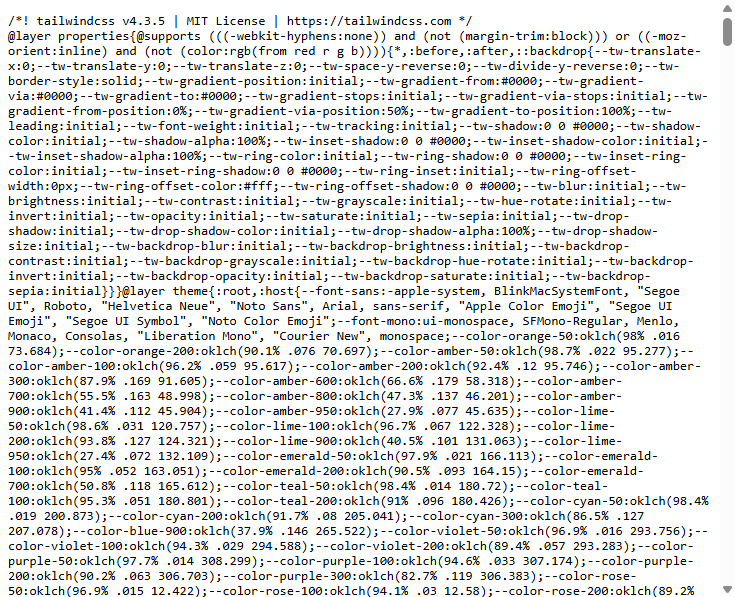 /*! tailwindcss v4.3.5 | MIT License | https://tailwindcss.com */
@layer properties{@supports (((-webkit-hyphens:none)) and (not (margin-trim:block))) or ((-moz-
orient:inline) and (not (color:rgb(from red r g b)))){*,:before,:after,::backdrop{--tw-translate-
x:0;--tw-translate-y:0;--tw-translate-z:0;--tw-space-y-reverse:0;--tw-divide-y-reverse:0;--tw-
border-style:solid;--tw-gradient-position:initial;--tw-gradient-from:#0000;--tw-gradient-
via:#0000;--tw-gradient-to:#0000;--tw-gradient-stops:initial;--tw-gradient-via-stops:initial;--tw-
gradient-from-position:0%;--tw-gradient-via-position:50%;--tw-gradient-to-position:100%;--tw-
leading:initial;--tw-font-weight:initial;--tw-tracking:initial;--tw-shadow:0 0 #0000;--tw-shadow-
color:initial;--tw-shadow-alpha:100%;--tw-inset-shadow:0 0 #0000;--tw-inset-shadow-color:initial;-
-tw-inset-shadow-alpha:100%;--tw-ring-color:initial;--tw-ring-shadow:0 0 #0000;--tw-inset-ring-
color:initial;--tw-inset-ring-shadow:0 0 #0000;--tw-ring-inset:initial;--tw-ring-offset-
width:0px;--tw-ring-offset-color:#fff;--tw-ring-offset-shadow:0 0 #0000;--tw-blur:initial;--tw-
brightness:initial;--tw-contrast:initial;--tw-grayscale:initial;--tw-hue-rotate:initial;--tw-
invert:initial;--tw-opacity:initial;--tw-saturate:initial;--tw-sepia:initial;--tw-drop-
shadow:initial;--tw-drop-shadow-color:initial;--tw-drop-shadow-alpha:100%;--tw-drop-shadow-
size:initial;--tw-backdrop-blur:initial;--tw-backdrop-brightness:initial;--tw-backdrop-
contrast:initial;--tw-backdrop-grayscale:initial;--tw-backdrop-hue-rotate:initial;--tw-backdrop-
invert:initial;--tw-backdrop-opacity:initial;--tw-backdrop-saturate:initial;--tw-backdrop-
sepia:initial}}}@layer theme{:root,:host{--font-sans:-apple-system, BlinkMacSystemFont, "Segoe
UI", Roboto, "Helvetica Neue", "Noto Sans", Arial, sans-serif, "Apple Color Emoji", "Segoe UI
Emoji", "Segoe UI Symbol", "Noto Color Emoji";--font-mono:ui-monospace, SFMono-Regular, Menlo,
Monaco, Consolas, "Liberation Mono", "Courier New", monospace;--color-orange-50:oklch(98% .016
73.684);--color-orange-200:oklch(90.1% .076 70.697);--color-amber-50:oklch(98.7% .022 95.277);--
color-amber-100:oklch(96.2% .059 95.617);--color-amber-200:oklch(92.4% .12 95.746);--color-amber-
300:oklch(87.9% .169 91.605);--color-amber-600:oklch(66.6% .179 58.318);--color-amber-
700:oklch(55.5% .163 48.998);--color-amber-800:oklch(47.3% .137 46.201);--color-amber-
900:oklch(41.4% .112 45.904);--color-amber-950:oklch(27.9% .077 45.635);--color-lime-
50:oklch(98.6% .031 120.757);--color-lime-100:oklch(96.7% .067 122.328);--color-lime-
200:oklch(93.8% .127 124.321);--color-lime-900:oklch(40.5% .101 131.063);--color-lime-
950:oklch(27.4% .072 132.109);--color-emerald-50:oklch(97.9% .021 166.113);--color-emerald-
100:oklch(95% .052 163.051);--color-emerald-200:oklch(90.5% .093 164.15);--color-emerald-
700:oklch(50.8% .118 165.612);--color-teal-50:oklch(98.4% .014 180.72);--color-teal-
100:oklch(95.3% .051 180.801);--color-teal-200:oklch(91% .096 180.426);--color-cyan-50:oklch(98.4%
.019 200.873);--color-cyan-200:oklch(91.7% .08 205.041);--color-cyan-300:oklch(86.5% .127
207.078);--color-blue-900:oklch(37.9% .146 265.522);--color-violet-50:oklch(96.9% .016 293.756);--
color-violet-100:oklch(94.3% .029 294.588);--color-violet-200:oklch(89.4% .057 293.283);--color-
purple-50:oklch(97.7% .014 308.299);--color-purple-100:oklch(94.6% .033 307.174);--color-purple-
200:oklch(90.2% .063 306.703);--color-purple-300:oklch(82.7% .119 306.383);--color-rose-
50:oklch(96.9% .015 12.422);--color-rose-100:oklch(94.1% .03 12.58);--color-rose-200:oklch(89.2%